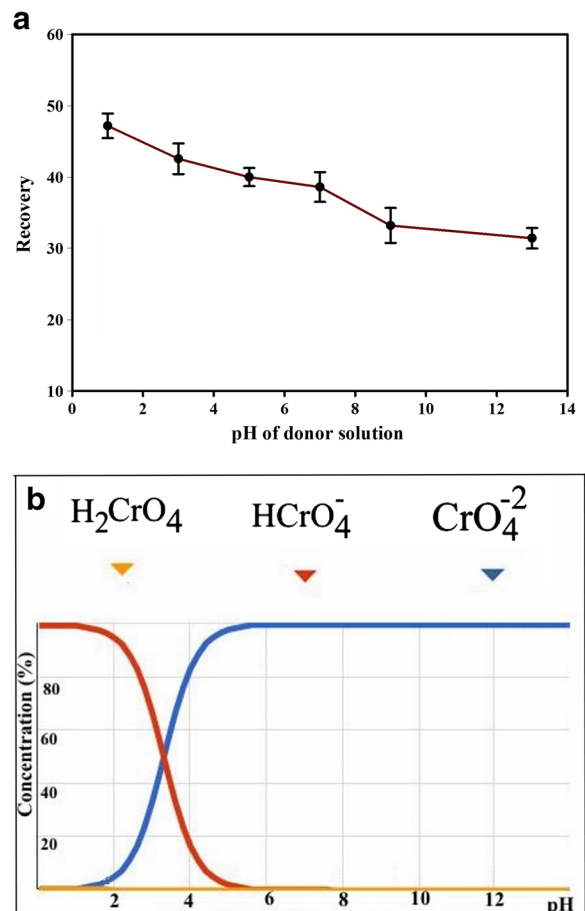 a
60
50
40
30
20
10
Recovery
0 2 4 6 8 10 12 14
pH of donor solution
b
H₂CrO₄ HCrO₄⁻ CrO₄⁻²
Concentration (%)
80
60
40
20
2 4 6 8 10 12 pH